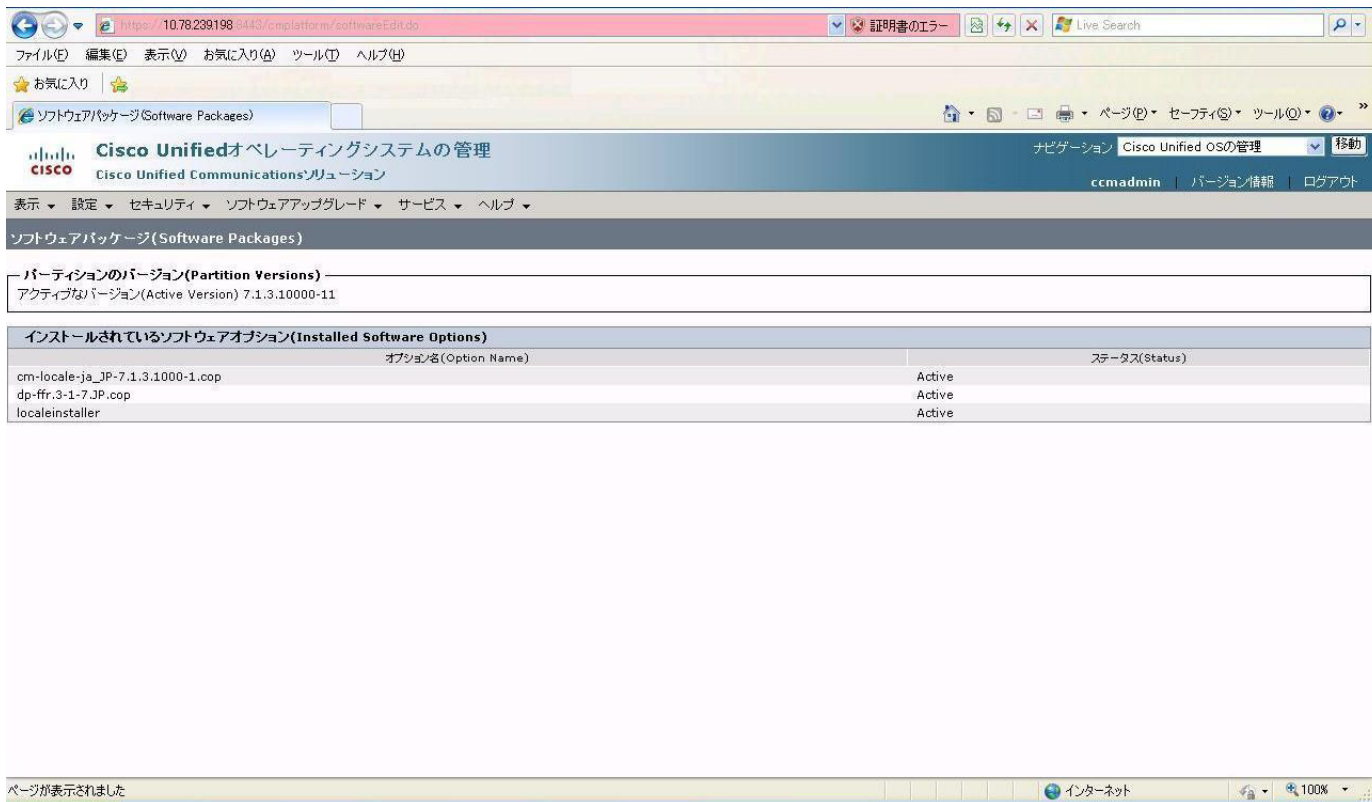 https://10.78.239.198:8443/cmplatform/softwareEdit.do 証明書のエラー Live Search
ファイル(F) 編集(E) 表示(V) お気に入り(A) ツール(T) ヘルプ(H)
お気に入り
ソフトウェアパッケージ(Software Packages) ページ(P) セーフティ(S) ツール(O) »
CISCO Cisco Unifiedオペレーティングシステムの管理 ナビゲーション Cisco Unified OSの管理 移動
Cisco Unified Communicationsソリューション ccmadmin | バージョン情報 | ログアウト
表示 設定 セキュリティ ソフトウェアアップグレード サービス ヘルプ
ソフトウェアパッケージ(Software Packages)
パーティションのバージョン(Partition Versions)
アクティブなバージョン(Active Version) 7.1.3.10000-11
インストールされているソフトウェアオプション(Installed Software Options)
オプション名(Option Name) ステータス(Status)
cm-locale-ja_JP-7.1.3.1000-1.cop Active
dp-ffr.3-1-7.JP.cop Active
localeinstaller Active
ページが表示されました インターネット 100%